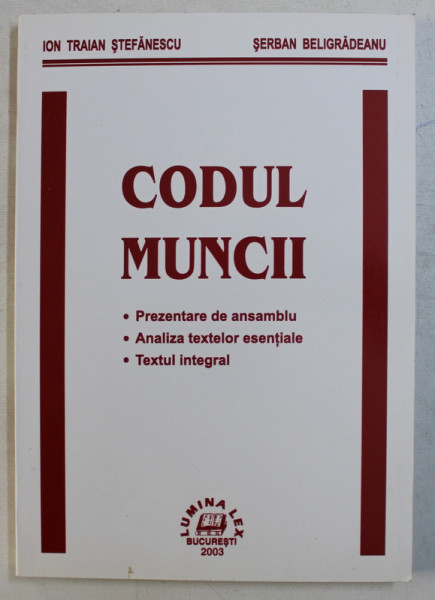 ION TRAIAN ŞTEFĂNESCU ŞERBAN BELIGRĂDEANU
CODUL
MUNCII
• Prezentare de ansamblu
• Analiza textelor esenţiale
• Textul integral
LUMINA LEX
BUCUREŞTI
2003